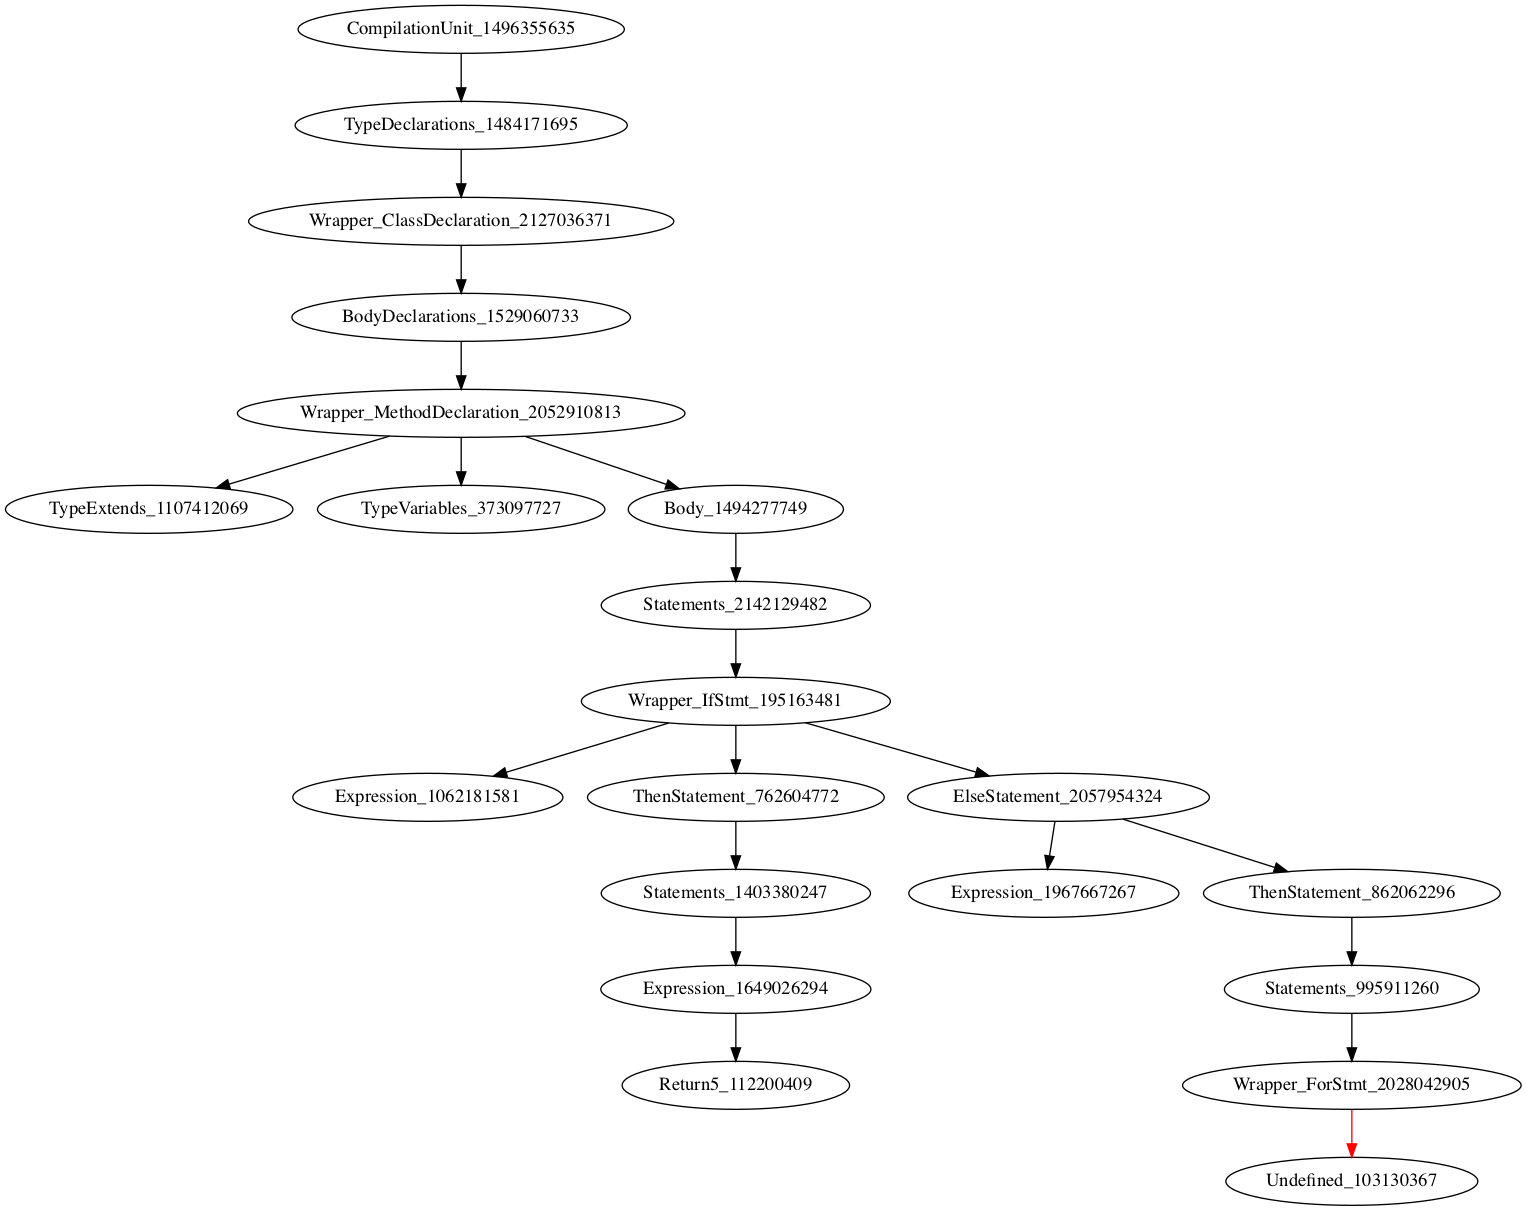 CompilationUnit_1496355635
TypeDeclarations_1484171695
Wrapper_ClassDeclaration_2127036371
BodyDeclarations_1529060733
Wrapper_MethodDeclaration_2052910813
TypeExtends_1107412069
TypeVariables_373097727
Body_1494277749
Statements_2142129482
Wrapper_IfStmt_195163481
Expression_1062181581
ThenStatement_762604772
ElseStatement_2057954324
Statements_1403380247
Expression_1967667267
ThenStatement_862062296
Expression_1649026294
Statements_995911260
Return5_112200409
Wrapper_ForStmt_2028042905
Undefined_103130367